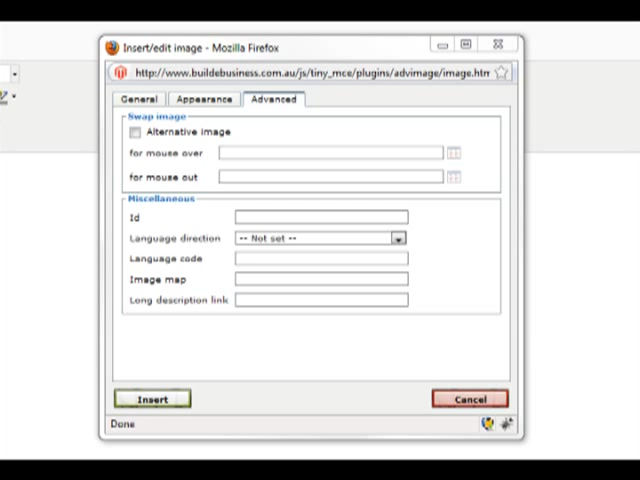 Insert/edit image - Mozilla Firefox
http://www.buildebusiness.com.au/js/tiny_mce/plugins/advimage/image.htm
General Appearance Advanced
Swap image
Alternative image
for mouse over
for mouse out
Miscellaneous
Id
Language direction -- Not set --
Language code
Image map
Long description link
Insert Cancel
Done